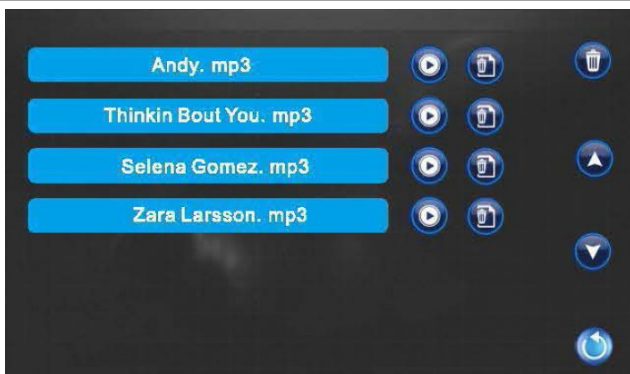 Andy. mp3
Thinkin Bout You. mp3
Selena Gomez. mp3
Zara Larsson. mp3